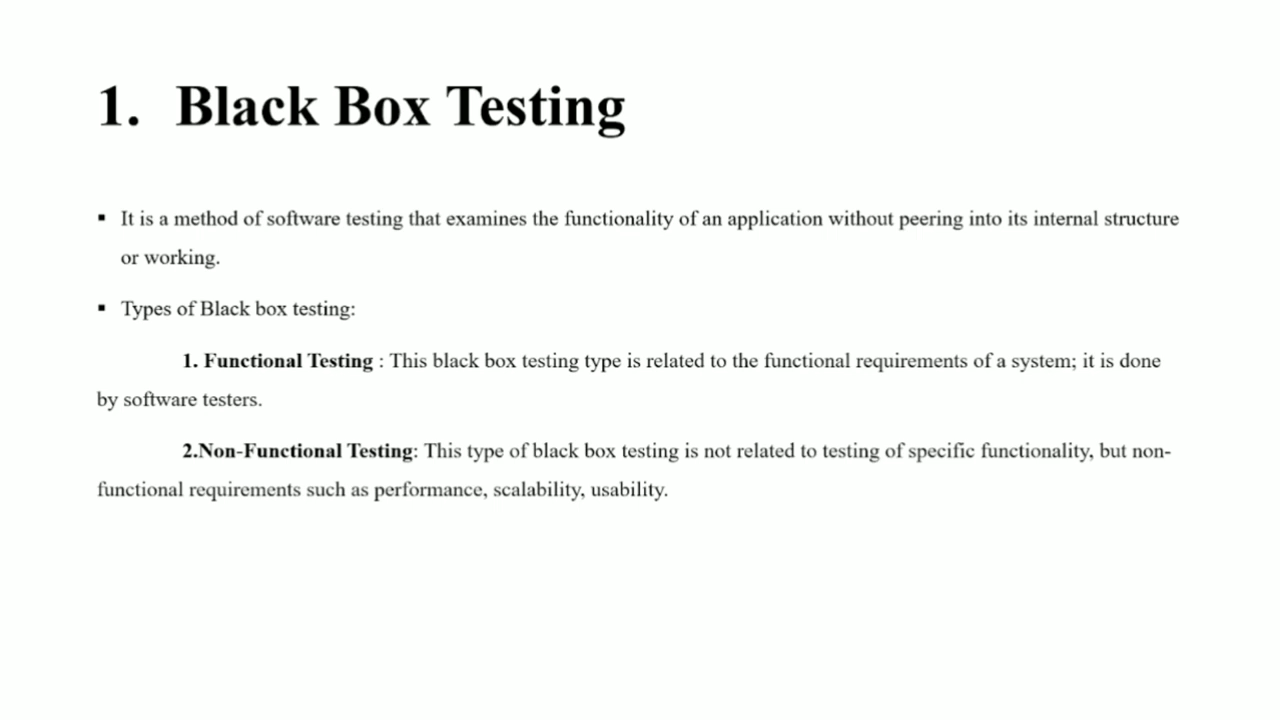 1. Black Box Testing
▪ It is a method of software testing that examines the functionality of an application without peering into its internal structure
or working.
▪ Types of Black box testing:
1. Functional Testing : This black box testing type is related to the functional requirements of a system; it is done
by software testers.
2.Non-Functional Testing: This type of black box testing is not related to testing of specific functionality, but non-
functional requirements such as performance, scalability, usability.